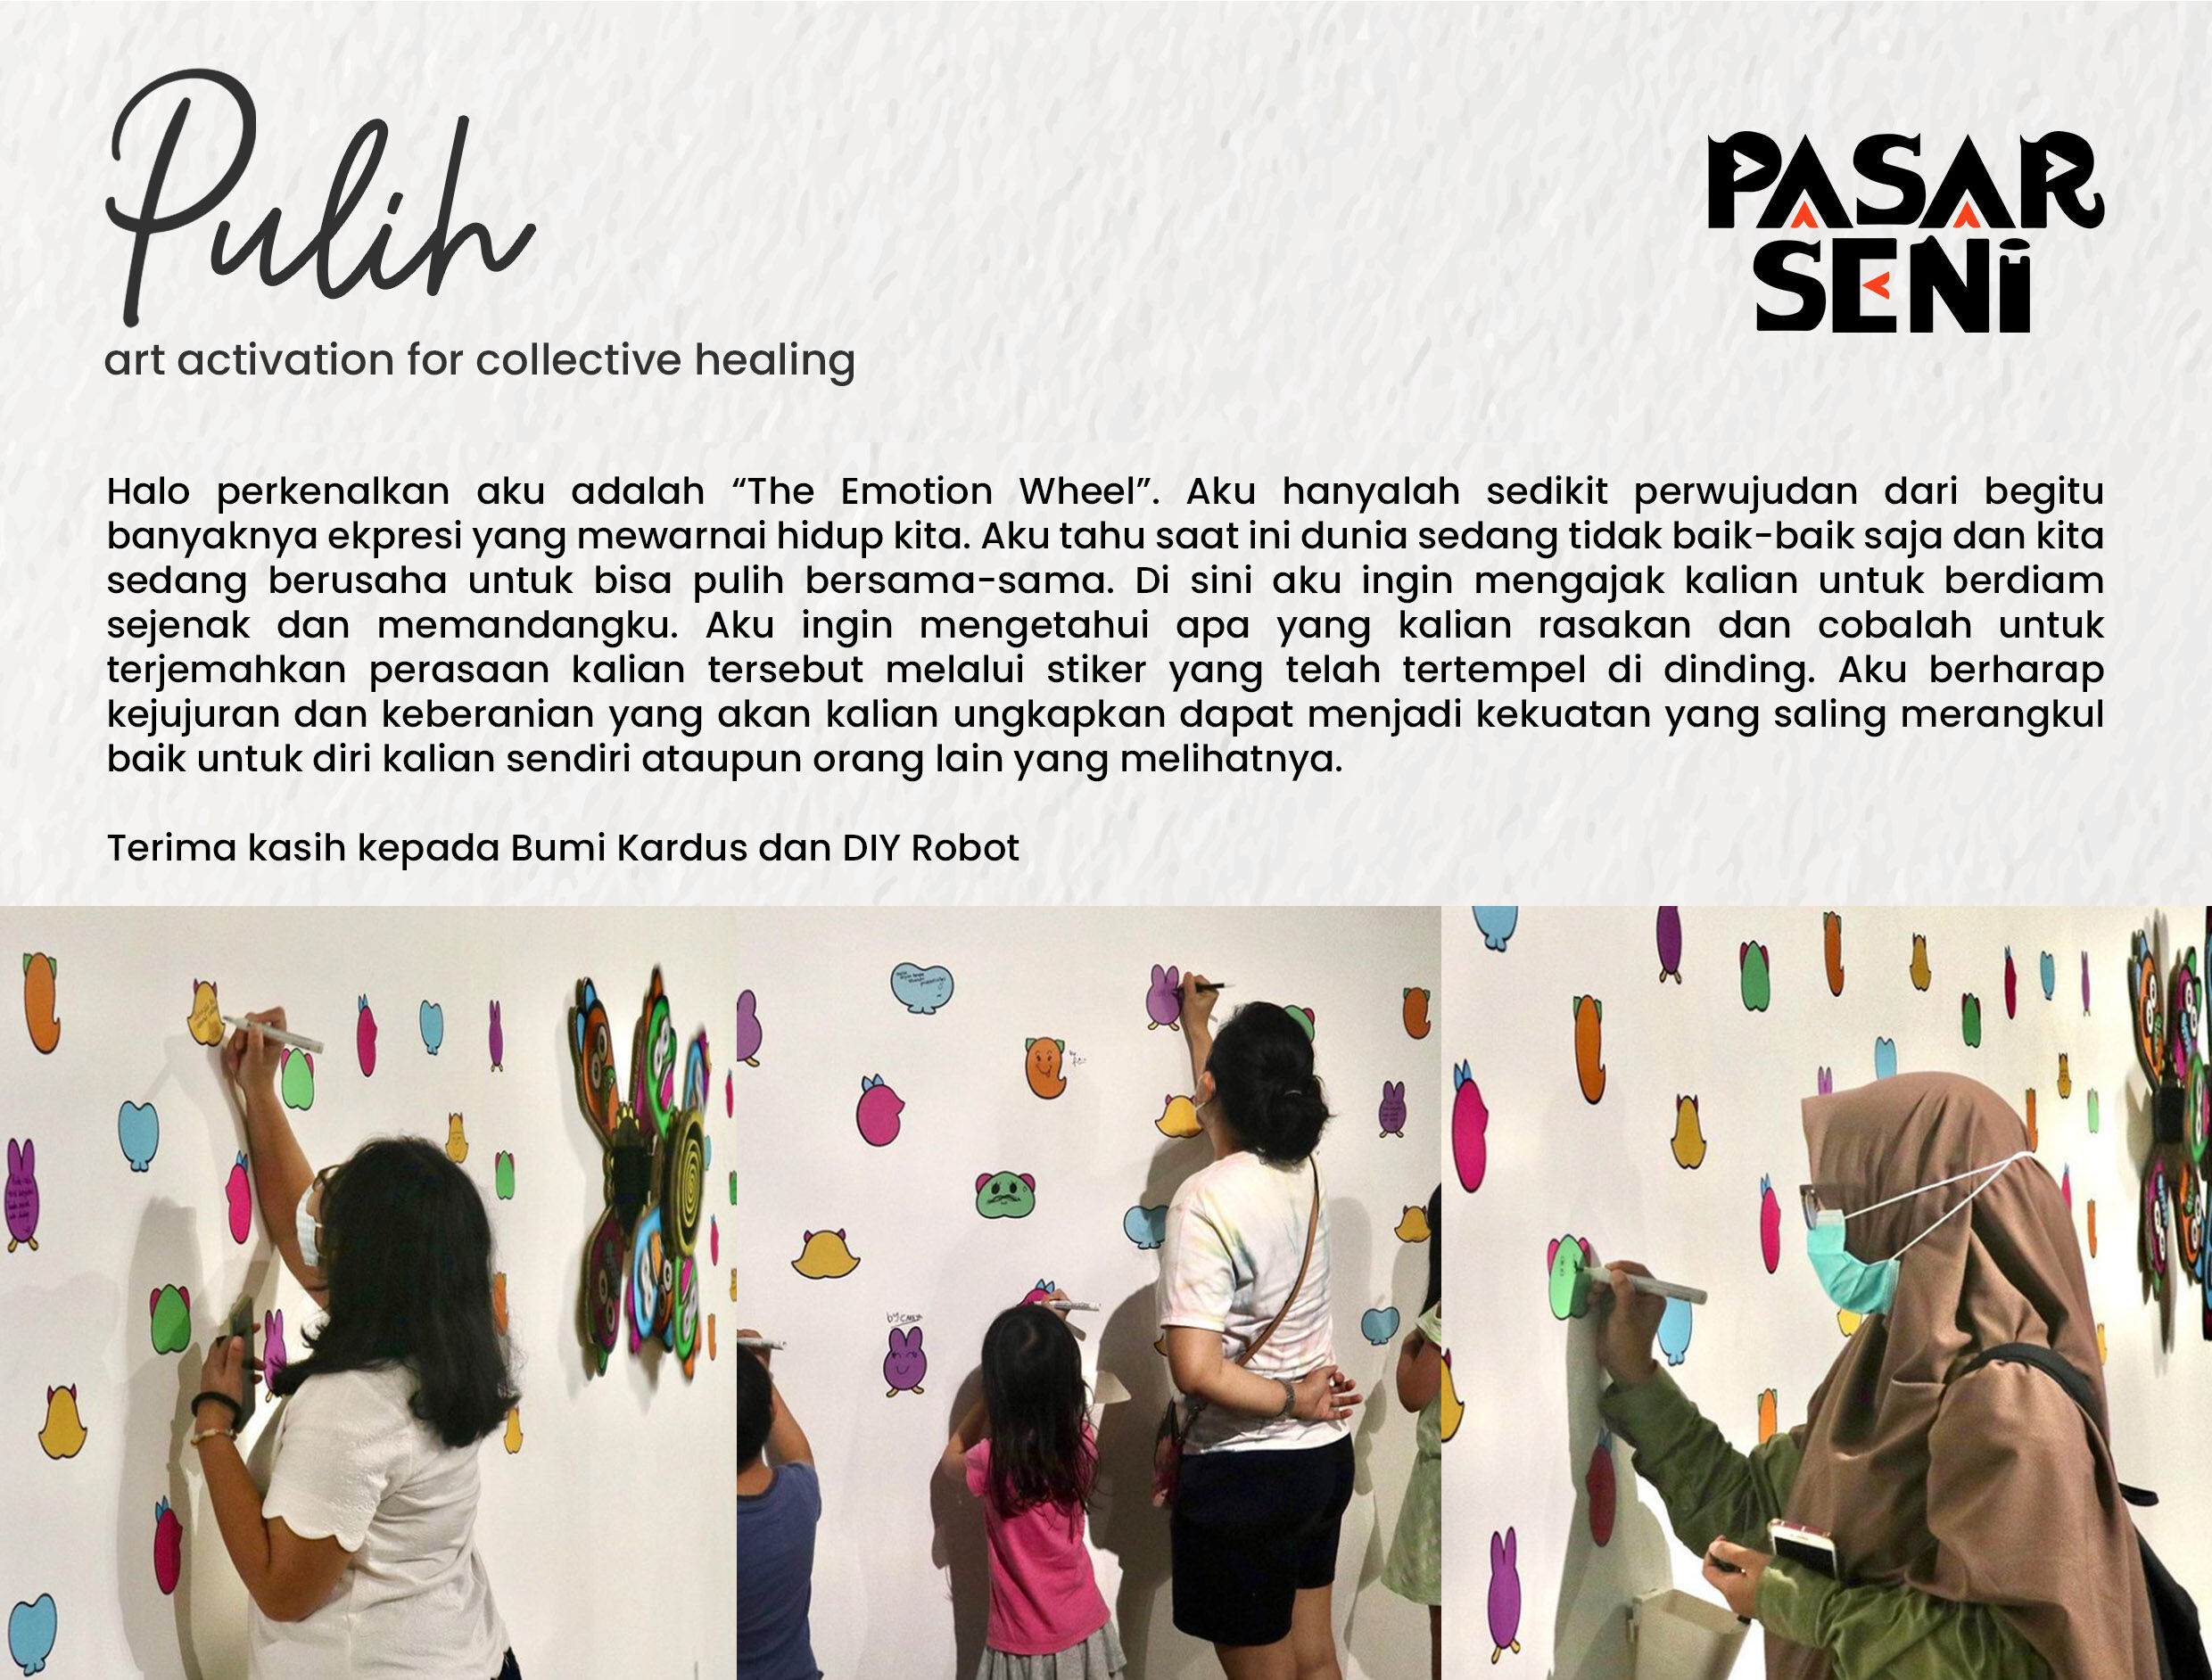 Pulih
art activation for collective healing
PASAR
SENI
Halo perkenalkan aku adalah “The Emotion Wheel”. Aku hanyalah sedikit perwujudan dari begitu
banyaknya ekpresi yang mewarnai hidup kita. Aku tahu saat ini dunia sedang tidak baik-baik saja dan kita
sedang berusaha untuk bisa pulih bersama-sama. Di sini aku ingin mengajak kalian untuk berdiam
sejenak dan memandangku. Aku ingin mengetahui apa yang kalian rasakan dan cobalah untuk
terjemahkan perasaan kalian tersebut melalui stiker yang telah tertempel di dinding. Aku berharap
kejujuran dan keberanian yang akan kalian ungkapkan dapat menjadi kekuatan yang saling merangkul
baik untuk diri kalian sendiri ataupun orang lain yang melihatnya.
Terima kasih kepada Bumi Kardus dan DIY Robot
by